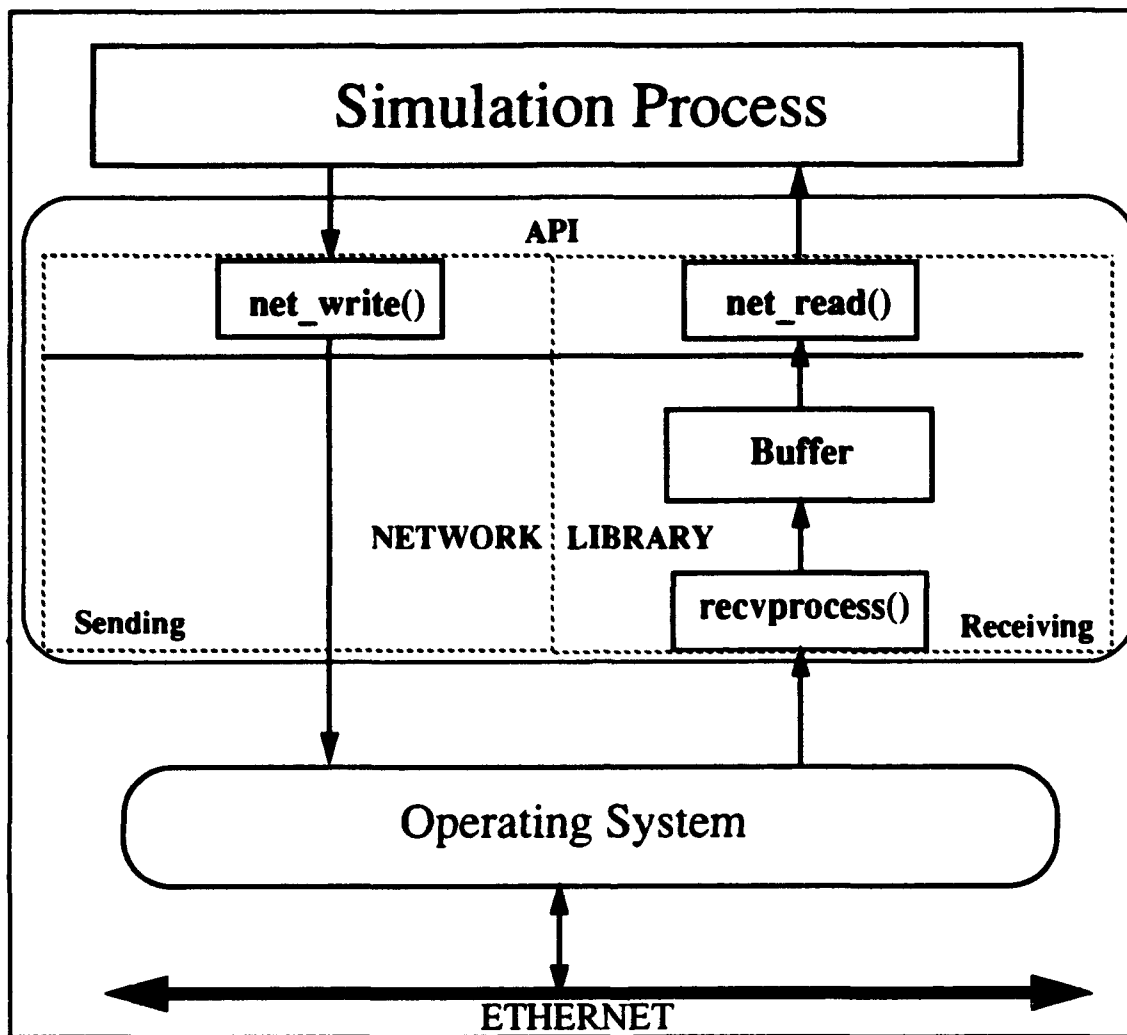 Simulation Process
API
net_write()
net_read()
Buffer
NETWORK LIBRARY
recvprocess()
Sending
Receiving
Operating System
ETHERNET